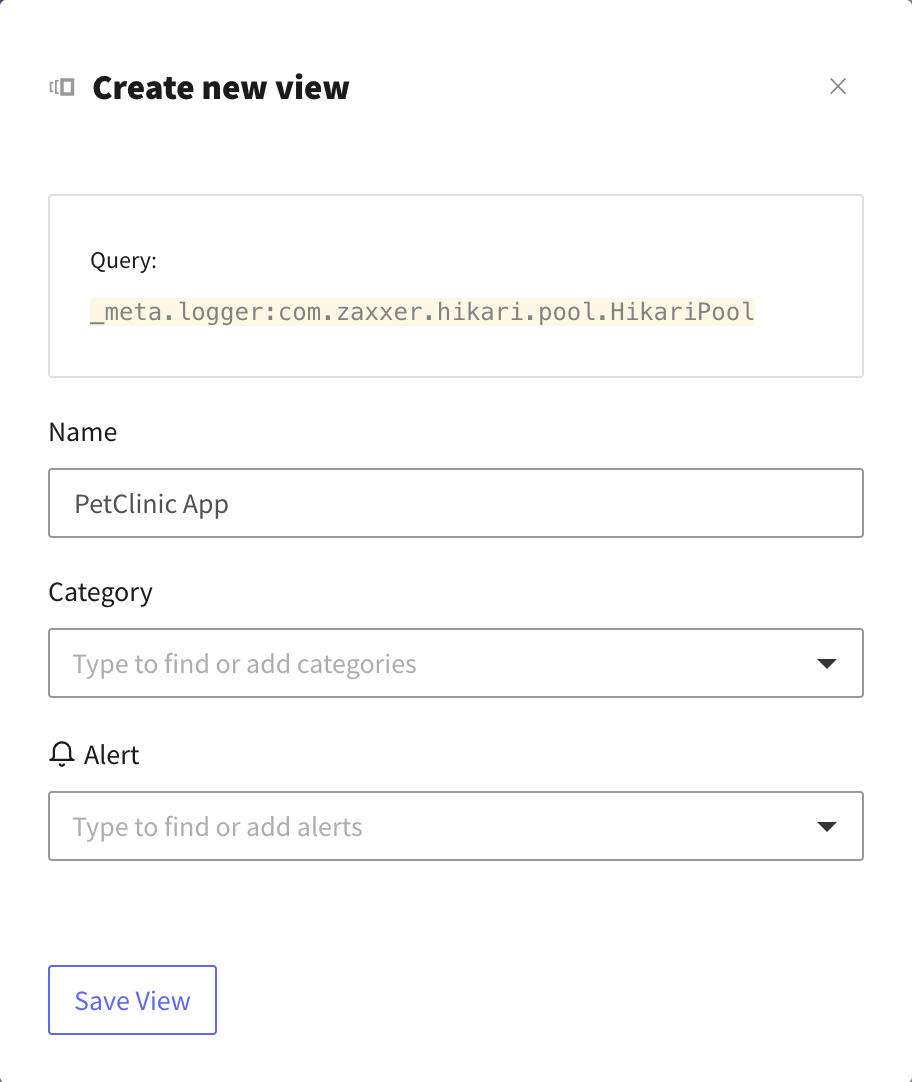 Create new view
Query:
_meta.logger:com.zaxxer.hikari.pool.HikariPool
Name
PetClinic App
Category
Type to find or add categories
Alert
Type to find or add alerts
Save View